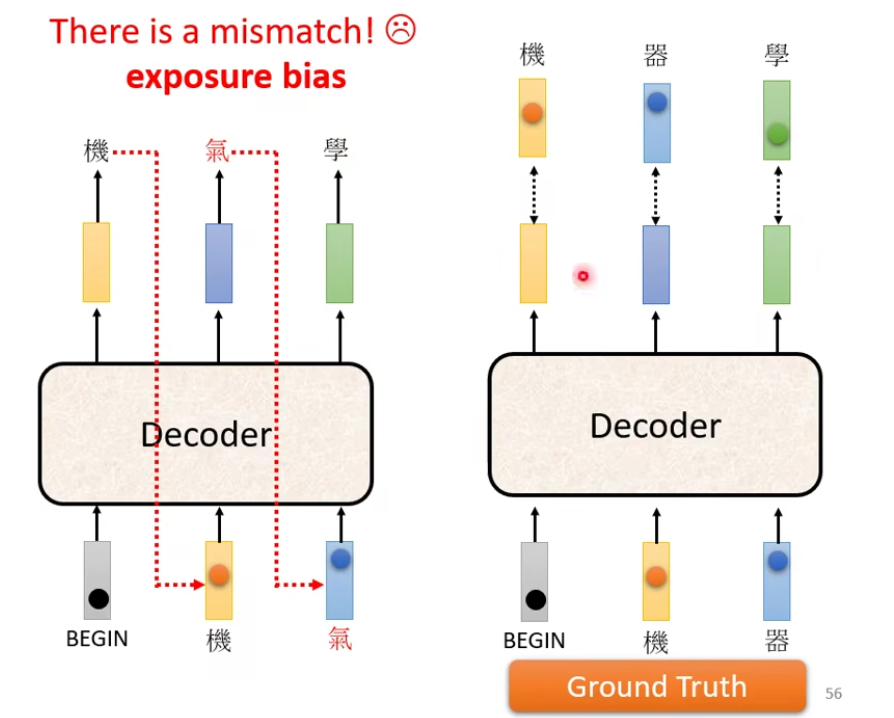 There is a mismatch! ☹
exposure bias
機 氣 學
Decoder
BEGIN 機 氣
機 器 學
Decoder
BEGIN 機 器
Ground Truth
56